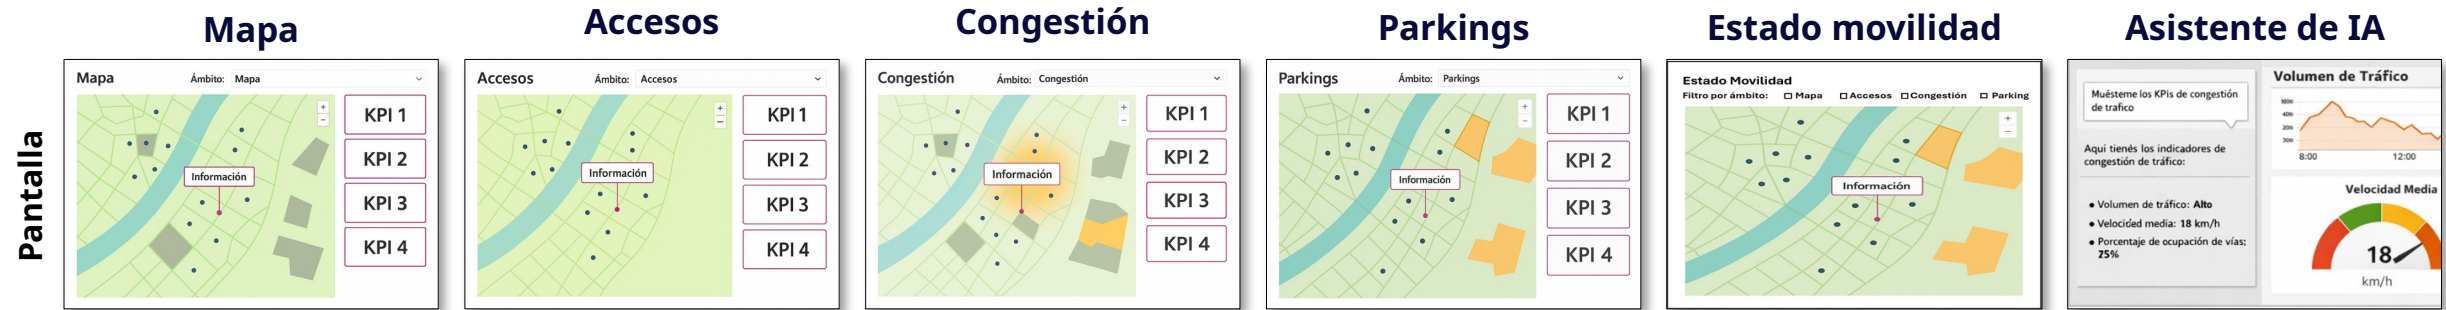 Mapa
Accesos
Congestión
Parkings
Estado movilidad
Asistente de IA
Pantalla
Mapa
Ámbito: Mapa
+
−
KPI 1
KPI 2
KPI 3
KPI 4
Información
Accesos
Ámbito: Accesos
+
−
KPI 1
KPI 2
KPI 3
KPI 4
Información
Congestión
Ámbito: Congestión
+
−
KPI 1
KPI 2
KPI 3
KPI 4
Información
Parkings
Ámbito: Parkings
+
−
KPI 1
KPI 2
KPI 3
KPI 4
Información
Estado Movilidad
Filtro por ámbito: Mapa Accesos Congestión Parking
+
−
Información
Muésteme los KPIs de congestión
de trafico
Aqui tienés los indicadores de
congestión de tráfico:
• Volumen de tráfico: Alto
• Velocidad media: 18 km/h
• Porcentaje de ocupación de vías:
25%
Volumen de Tráfico
400
200
300
8:00 12:00
Velocidad Media
18
km/h